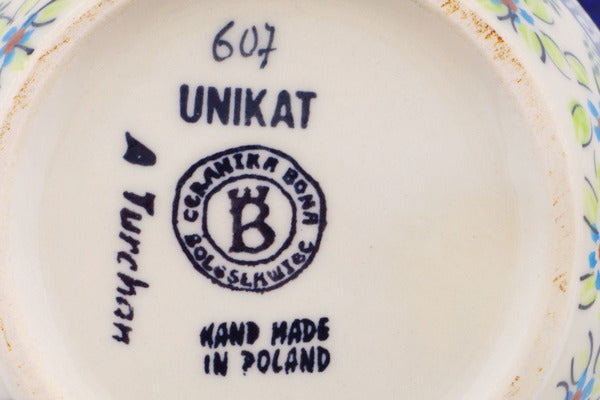 607
UNIKAT
A Turchan
CERAMIKA BONA
B
BOLESŁAWIEC
HAND MADE
IN POLAND